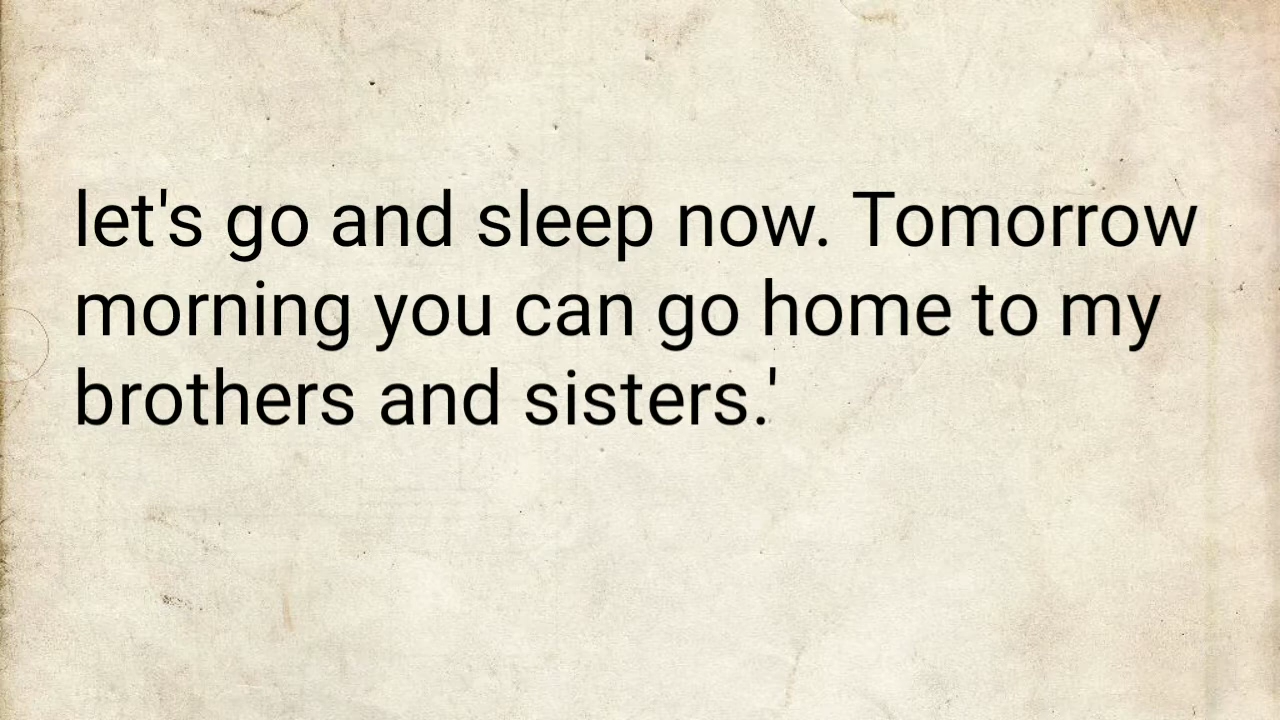 let's go and sleep now. Tomorrow
morning you can go home to my
brothers and sisters.'